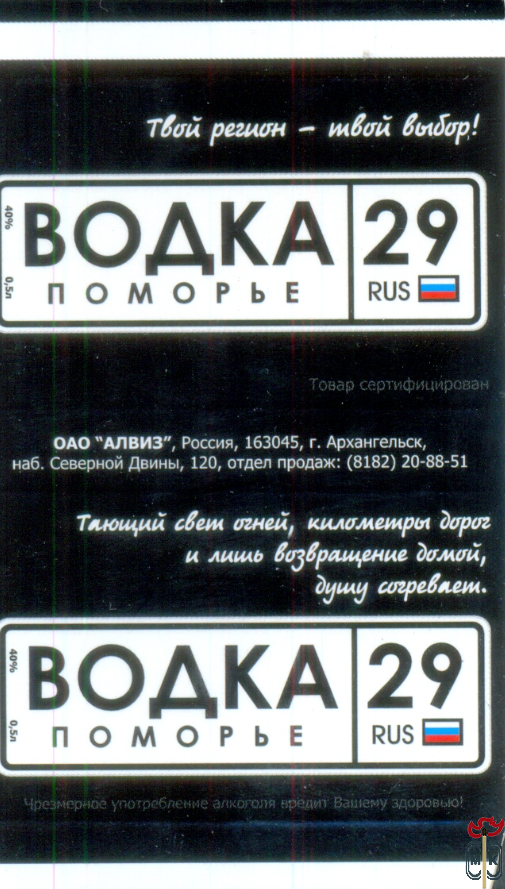 Твой регион – твой выбор!
40%
0,5л
ВОДКА
ПОМОРЬЕ
29
RUS
Товар сертифицирован
ОАО "АЛВИЗ", Россия, 163045, г. Архангельск,
наб. Северной Двины, 120, отдел продаж: (8182) 20-88-51
Тающий свет огней, километры дорог
и лишь возвращение домой,
душу согревает.
40%
0,5л
ВОДКА
ПОМОРЬЕ
29
RUS
Чрезмерное употребление алкоголя вредит Вашему здоровью!
М К